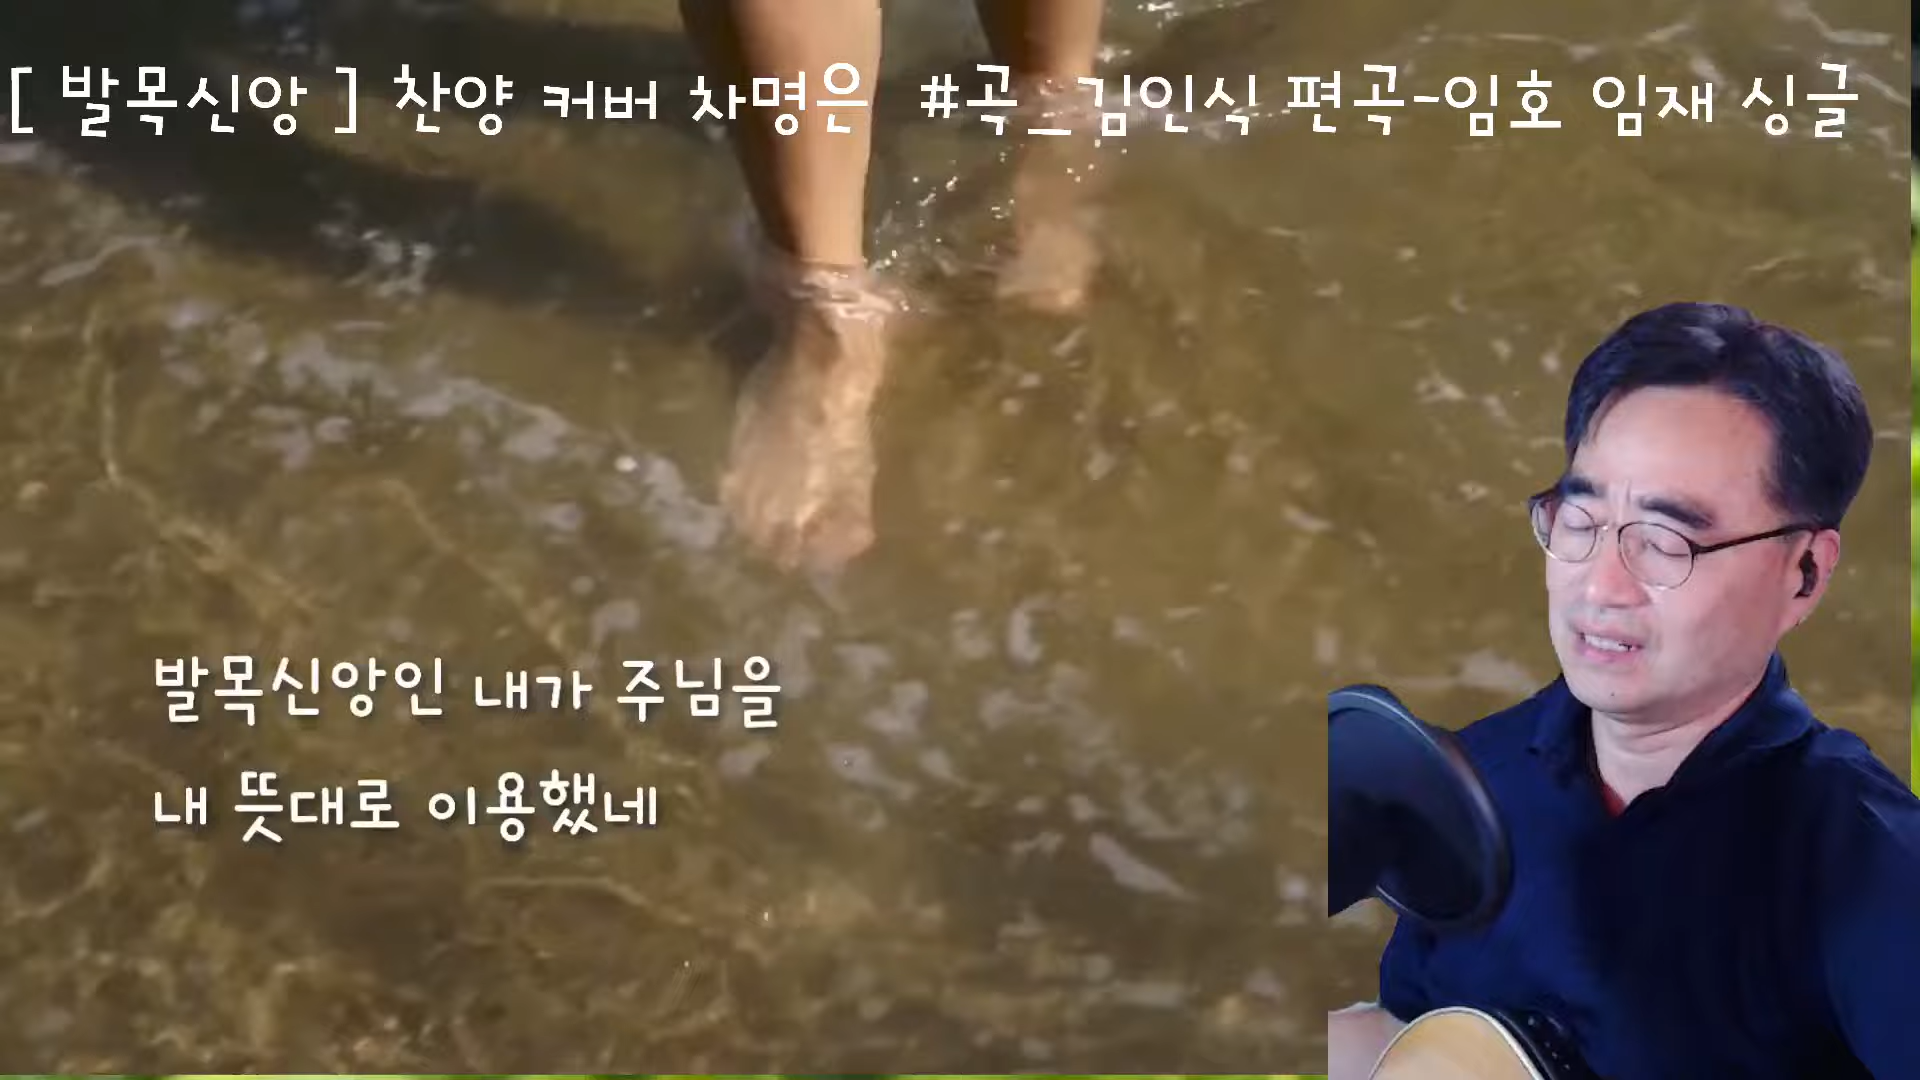 [ 발목신앙 ] 찬양 커버 차명은 #곡_김인식 편곡-임호 임재 싱글
발목신앙인 내가 주님을
내 뜻대로 이용했네